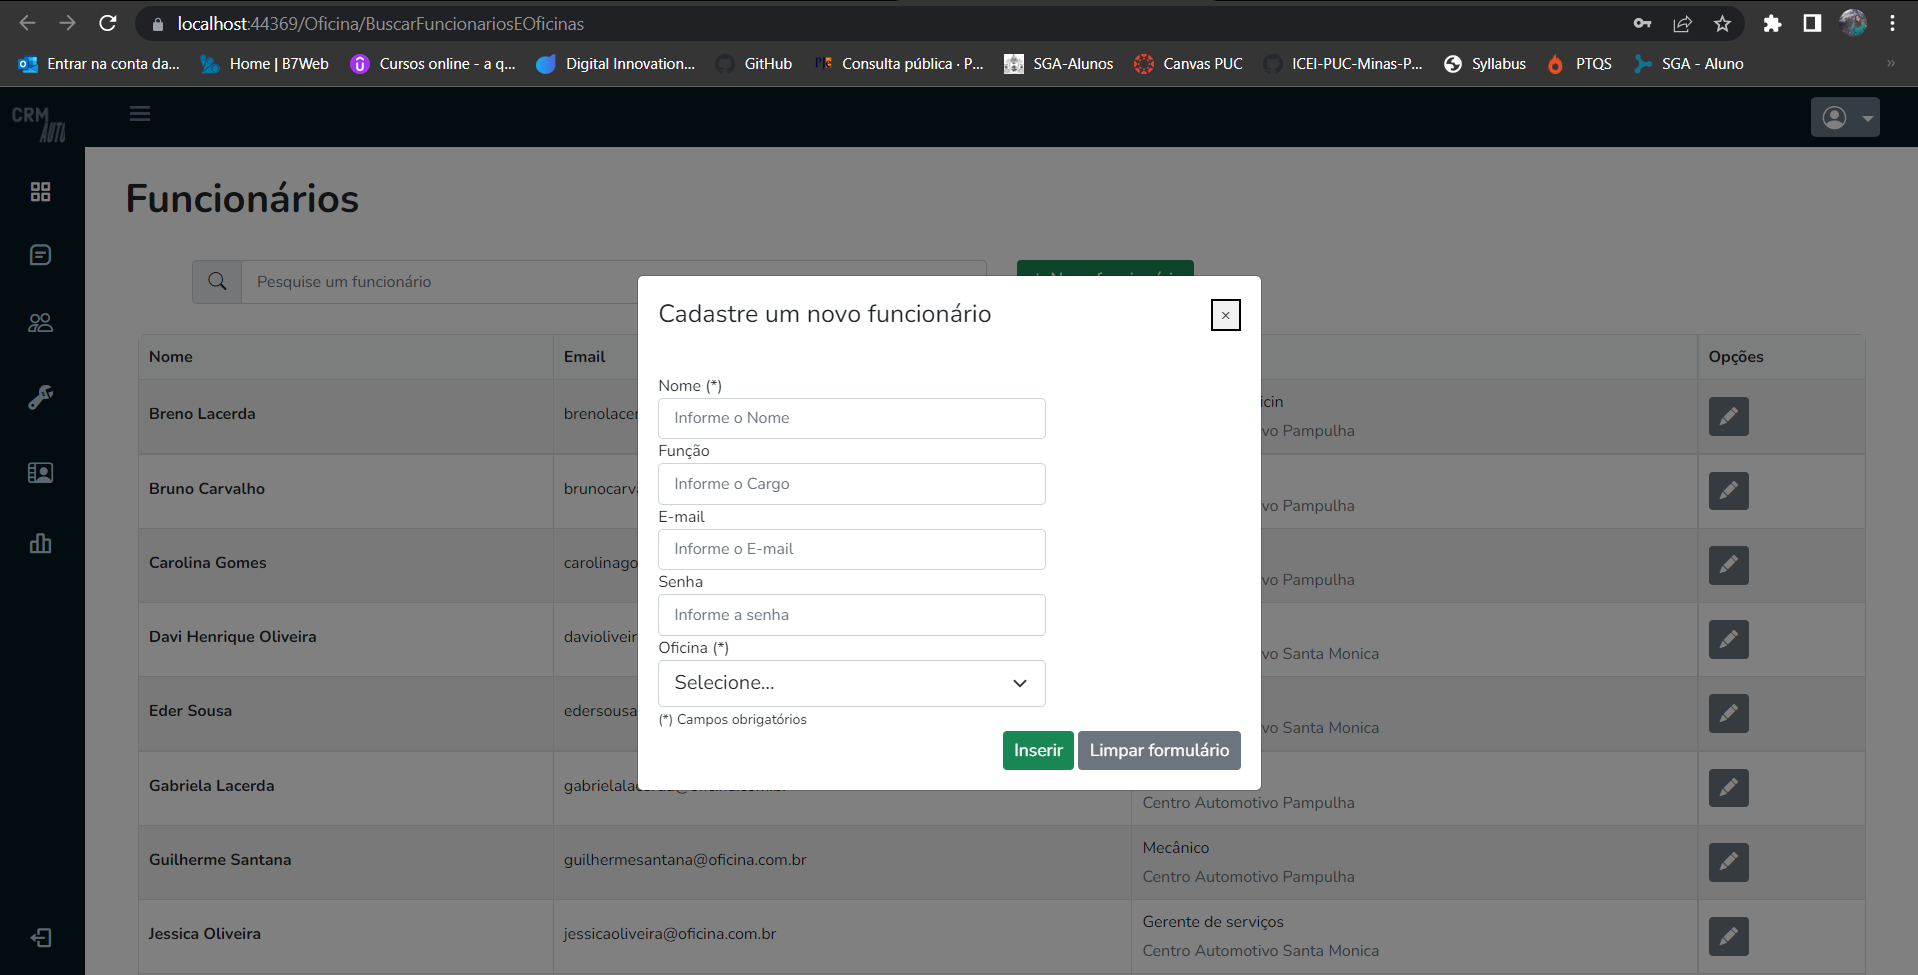 localhost:44369/Oficina/BuscarFuncionariosEOficinas
Entrar na conta da...
Home | B7Web
Cursos online - a q...
Digital Innovation...
GitHub
Consulta pública · P...
SGA-Alunos
Canvas PUC
ICEI-PUC-Minas-P...
Syllabus
PTQS
SGA - Aluno
»
CRM
AUTO
Funcionários
Pesquise um funcionário
Cadastre um novo funcionário
×
Nome (*)
Informe o Nome
Função
Informe o Cargo
E-mail
Informe o E-mail
Senha
Informe a senha
Oficina (*)
Selecione...
(*) Campos obrigatórios
Inserir
Limpar formulário
Nome
Email
Opções
Breno Lacerda
brenolacer
icin
vo Pampulha
Bruno Carvalho
brunocarva
vo Pampulha
Carolina Gomes
carolinago
vo Pampulha
Davi Henrique Oliveira
davioliveir
vo Santa Monica
Eder Sousa
edersousa
vo Santa Monica
Gabriela Lacerda
gabrielalacerda@oficina.com.br
Centro Automotivo Pampulha
Guilherme Santana
guilhermesantana@oficina.com.br
Mecânico
Centro Automotivo Pampulha
Jessica Oliveira
jessicaoliveira@oficina.com.br
Gerente de serviços
Centro Automotivo Santa Monica